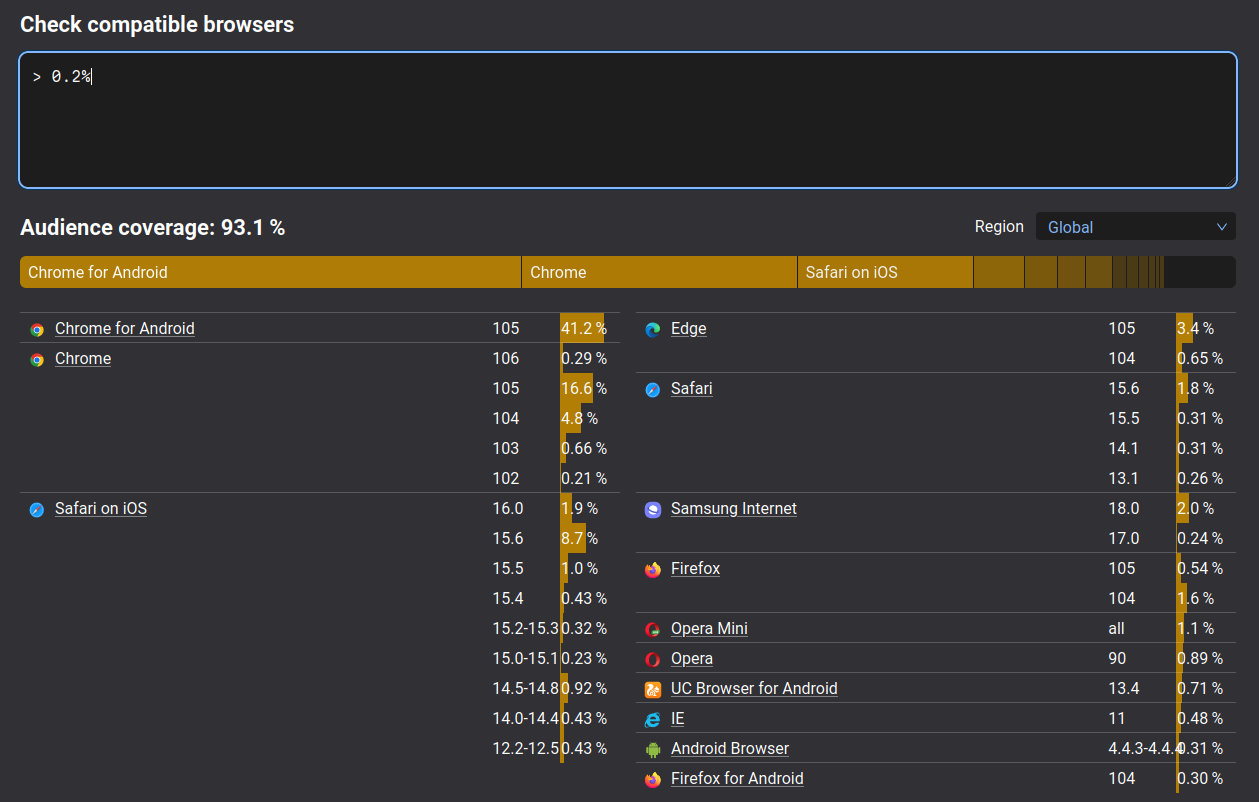 Check compatible browsers
> 0.2%
Audience coverage: 93.1 %
Region Global
Chrome for Android Chrome Safari on iOS
Chrome for Android 105 41.2 %
Chrome 106 0.29 %
105 16.6 %
104 4.8 %
103 0.66 %
102 0.21 %
Safari on iOS 16.0 1.9 %
15.6 8.7 %
15.5 1.0 %
15.4 0.43 %
15.2-15.3 0.32 %
15.0-15.1 0.23 %
14.5-14.8 0.92 %
14.0-14.4 0.43 %
12.2-12.5 0.43 %
Edge 105 3.4 %
104 0.65 %
Safari 15.6 1.8 %
15.5 0.31 %
14.1 0.31 %
13.1 0.26 %
Samsung Internet 18.0 2.0 %
17.0 0.24 %
Firefox 105 0.54 %
104 1.6 %
Opera Mini all 1.1 %
Opera 90 0.89 %
UC Browser for Android 13.4 0.71 %
IE 11 0.48 %
Android Browser 4.4.3-4.4.4 0.31 %
Firefox for Android 104 0.30 %